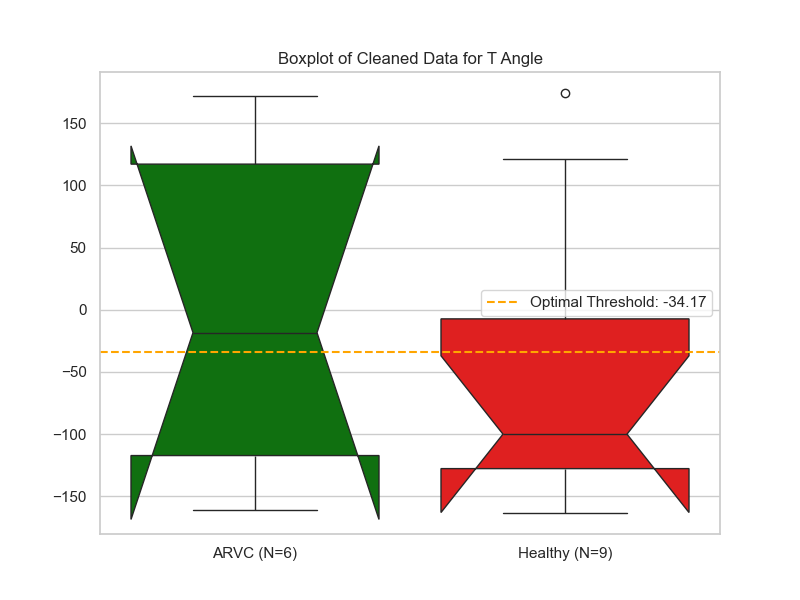 Boxplot of Cleaned Data for T Angle
150
100
50
0
−50
−100
−150
Optimal Threshold: -34.17
ARVC (N=6)
Healthy (N=9)